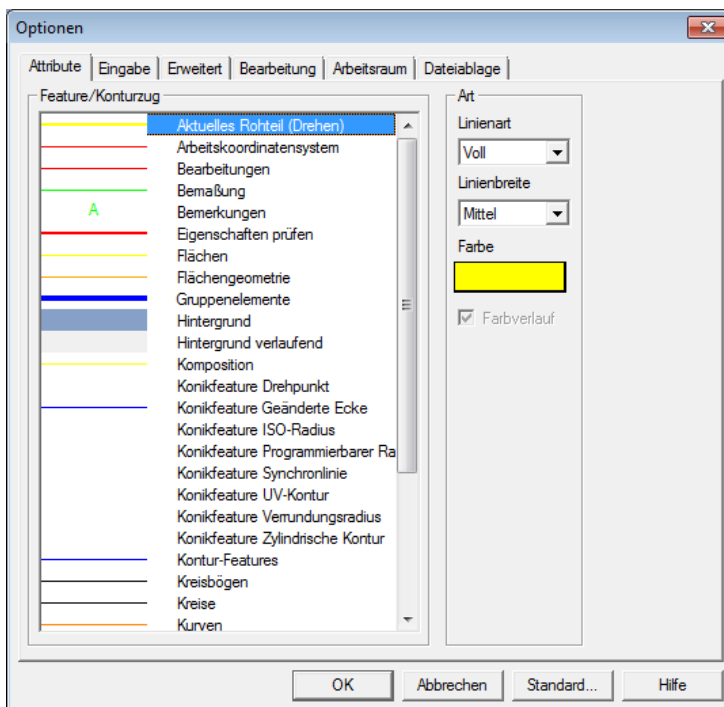 Optionen
Attribute Eingabe Erweitert Bearbeitung Arbeitsraum Dateiablage
Feature/Konturzug
Aktuelles Rohteil (Drehen)
Arbeitskoordinatensystem
Bearbeitungen
Bemaßung
A Bemerkungen
Eigenschaften prüfen
Flächen
Flächengeometrie
Gruppenelemente
Hintergrund
Hintergrund verlaufend
Komposition
Konikfeature Drehpunkt
Konikfeature Geänderte Ecke
Konikfeature ISO-Radius
Konikfeature Programmierbarer Ra
Konikfeature Synchronlinie
Konikfeature UV-Kontur
Konikfeature Verrundungsradius
Konikfeature Zylindrische Kontur
Kontur-Features
Kreisbögen
Kreise
Kurven
Art
Linienart
Voll
Linienbreite
Mittel
Farbe
Farbverlauf
OK Abbrechen Standard... Hilfe